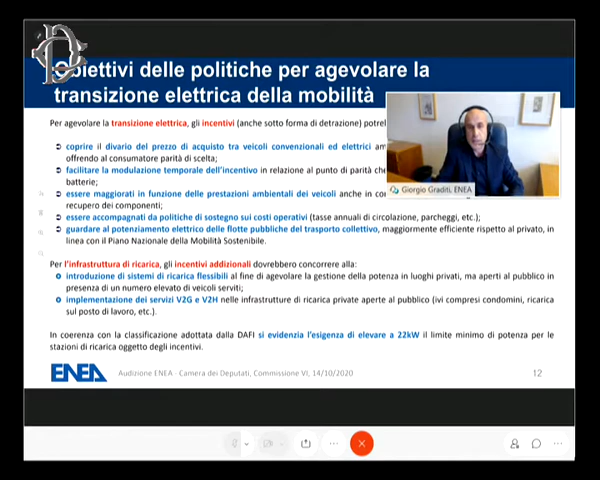 Obiettivi delle politiche per agevolare la
transizione elettrica della mobilità
Per agevolare la transizione elettrica, gli incentivi (anche sotto forma di detrazione)
coprire il divario del prezzo di acquisto tra veicoli convenzionali ed elettrici
offrendo al consumatore parità di scelta;
facilitare la modulazione temporale dell'incentivo in relazione al punto di parità
batterie;
essere maggiorati in funzione delle prestazioni ambientali dei veicoli anche in
recupero dei componenti;
essere accompagnati da politiche di sostegno sui costi operativi (tasse annuali di circolazione, parcheggi, etc.);
guardare al potenziamento elettrico delle flotte pubbliche del trasporto collettivo, maggiormente efficiente rispetto al privato, in
linea con il Piano Nazionale della Mobilità Sostenibile.
Giorgio Graditi, ENEA
Per l'infrastruttura di ricarica, gli incentivi addizionali dovrebbero concorrere alla:
introduzione di sistemi di ricarica flessibili al fine di agevolare la gestione della potenza in luoghi privati, ma aperti al pubblico in
presenza di un numero elevato di veicoli serviti;
implementazione dei servizi V2G e V2H nelle infrastrutture di ricarica private aperte al pubblico (ivi compresi condomini, ricarica
sul posto di lavoro, etc.).
In coerenza con la classificazione adottata dalla DAFI si evidenzia l'esigenza di elevare a 22kW il limite minimo di potenza per le
stazioni di ricarica oggetto degli incentivi.
ENEA
Audizione ENEA - Camera dei Deputati, Commissione VI, 14/10/2020
12